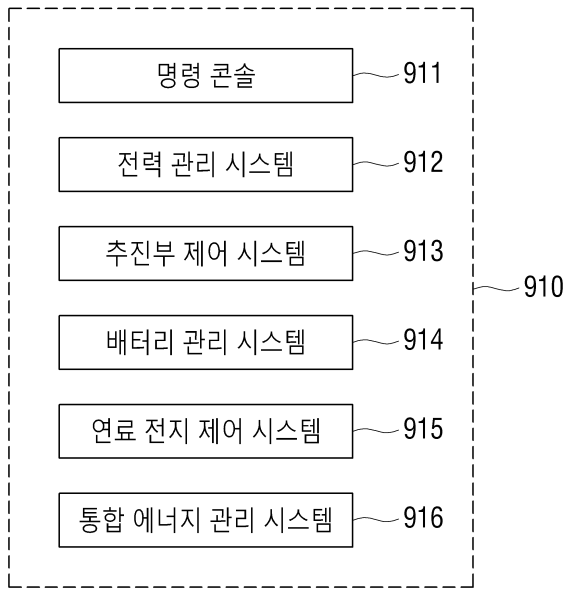 명령 콘솔 911
전력 관리 시스템 912
추진부 제어 시스템 913
910
배터리 관리 시스템 914
연료 전지 제어 시스템 915
통합 에너지 관리 시스템 916